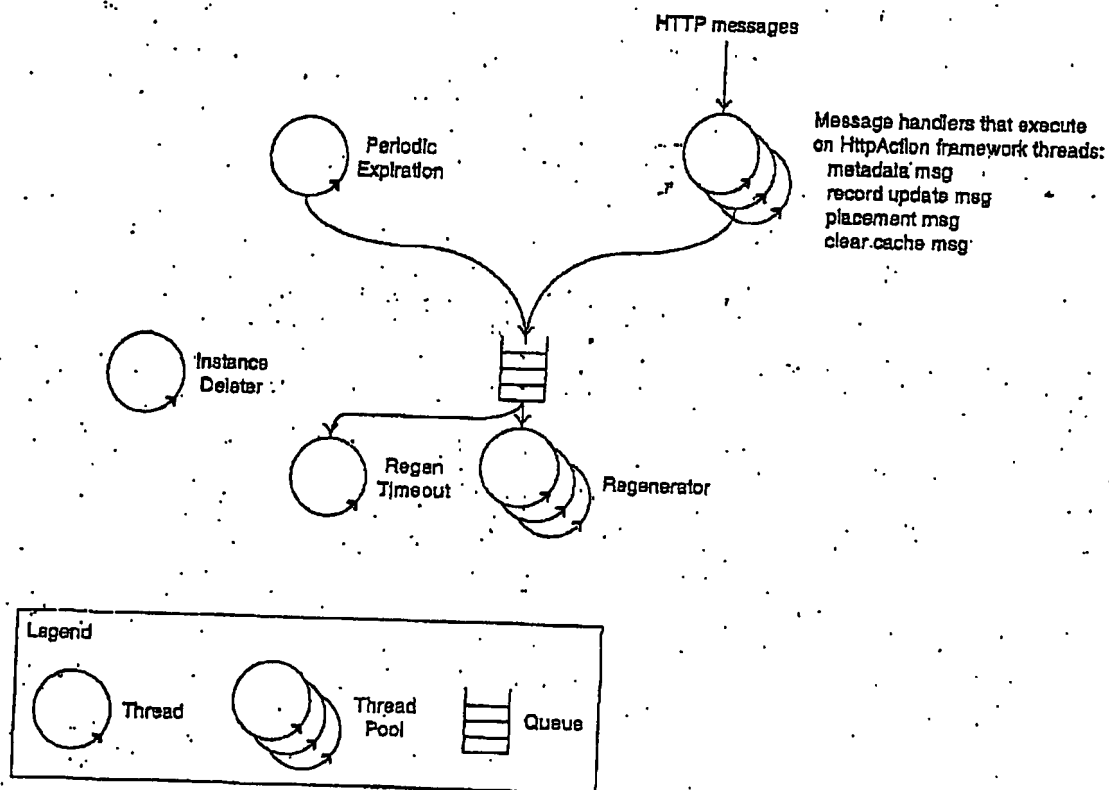 HTTP messages
Periodic
Expiration
Message handlers that execute
on HttpAction framework threads:
metadata msg
record update msg
placement msg
clear cache msg
Instance
Deleter
Regen
Timeout
Regenerator
Legend
Thread
Thread
Pool
Queue